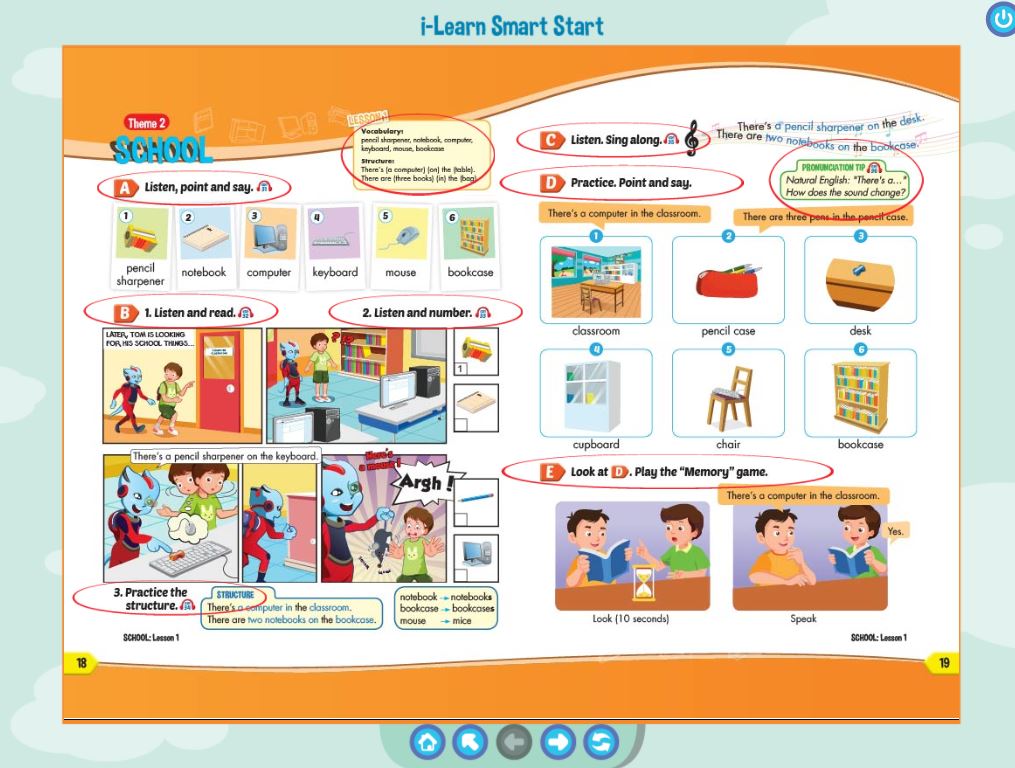 i-Learn Smart Start
Theme 2
SCHOOL
LESSON 1
Vocabulary:
pencil sharpener, notebook, computer,
keyboard, mouse, bookcase
Structure:
There's (a computer) (on) the (table).
There are (three books) (in) the (bag).
A Listen, point and say.
1
2
3
4
5
6
pencil
sharpener
notebook
computer
keyboard
mouse
bookcase
B 1. Listen and read.
2. Listen and number.
LATER, TOM IS LOOKING
FOR HIS SCHOOL THINGS...
1
There's a pencil sharpener on the keyboard.
Here's
a mouse!
Argh !
3. Practice the
structure.
STRUCTURE
There's a computer in the classroom.
There are two notebooks on the bookcase.
notebook → notebooks
bookcase → bookcases
mouse → mice
SCHOOL: Lesson 1
18
C Listen. Sing along.
There's a pencil sharpener on the desk.
There are two notebooks on the bookcase.
D Practice. Point and say.
PRONUNCIATION TIP
Natural English: "There's a..."
How does the sound change?
There's a computer in the classroom.
There are three pens in the pencil case.
1
2
3
classroom
pencil case
desk
4
5
6
cupboard
chair
bookcase
E Look at D. Play the “Memory” game.
There's a computer in the classroom.
Yes.
Look (10 seconds)
Speak
SCHOOL: Lesson 1
19